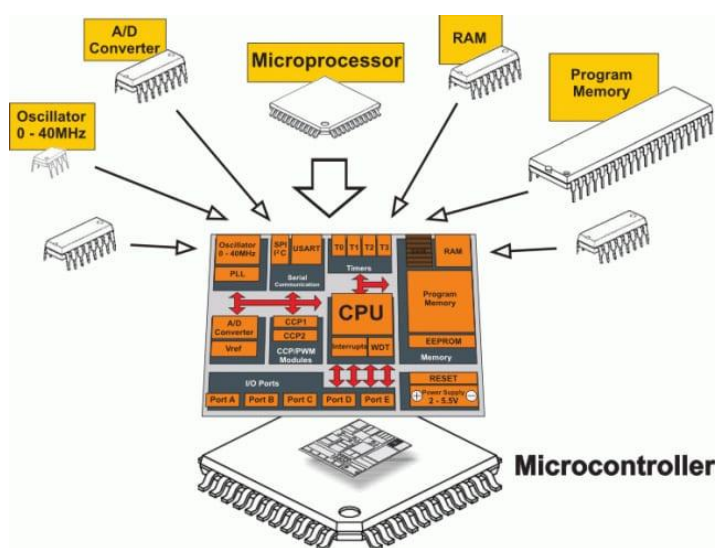 A/D
Converter
Microprocessor
RAM
Program
Memory
Oscillator
0 - 40MHz
Oscillator
0 - 40MHz
PLL
SPI
I²C
USART
Serial
Communication
T0 T1 T2 T3
Timers
RAM
Program
Memory
EEPROM
Memory
A/D
Converter
Vref
CCP1
CCP2
CCP/PWM
Modules
CPU
Interrupts
WDT
I/O Ports
Port A Port B Port C Port D Port E
RESET
Power Supply
2 - 5.5V
Microcontroller